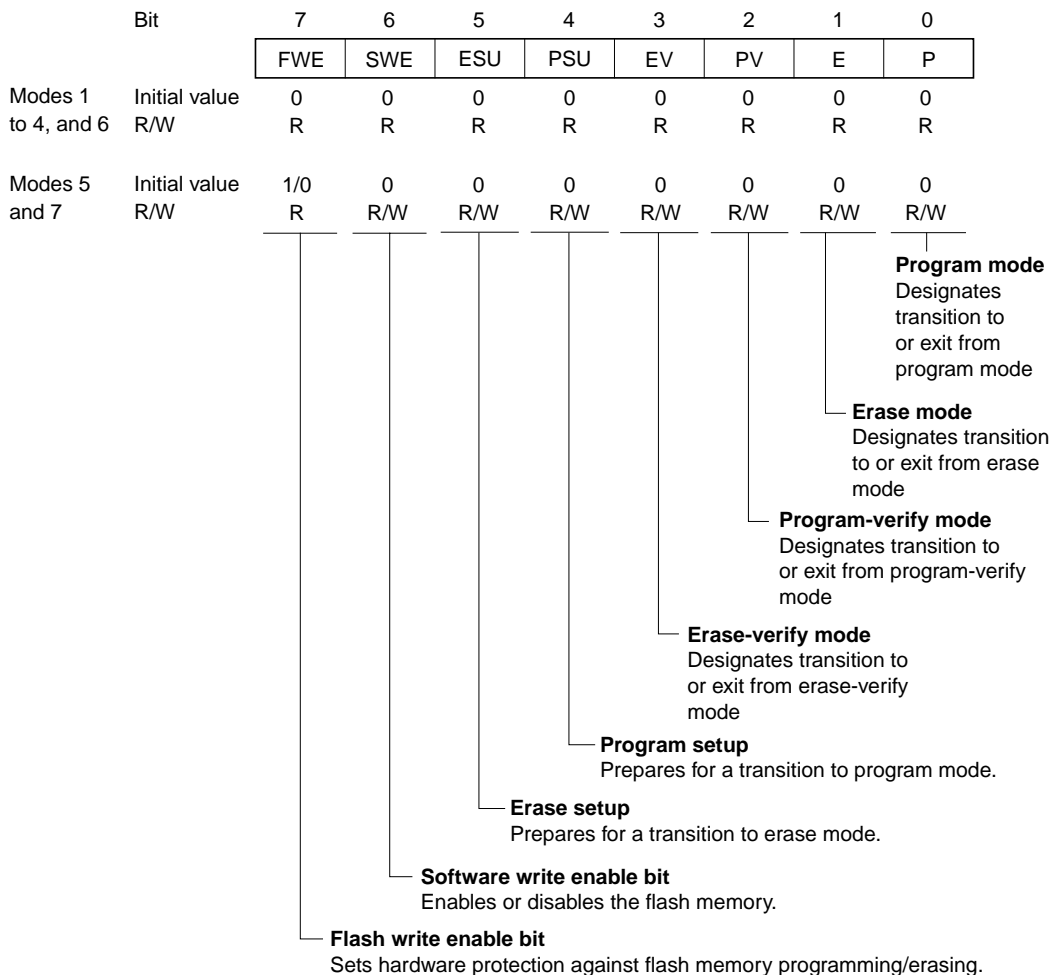 Bit 7 6 5 4 3 2 1 0
FWE SWE ESU PSU EV PV E P
Modes 1 Initial value 0 0 0 0 0 0 0 0
to 4, and 6 R/W R R R R R R R R
Modes 5 Initial value 1/0 0 0 0 0 0 0 0
and 7 R/W R R/W R/W R/W R/W R/W R/W R/W
Program mode
Designates
transition to
or exit from
program mode
Erase mode
Designates transition
to or exit from erase
mode
Program-verify mode
Designates transition to
or exit from program-verify
mode
Erase-verify mode
Designates transition to
or exit from erase-verify
mode
Program setup
Prepares for a transition to program mode.
Erase setup
Prepares for a transition to erase mode.
Software write enable bit
Enables or disables the flash memory.
Flash write enable bit
Sets hardware protection against flash memory programming/erasing.